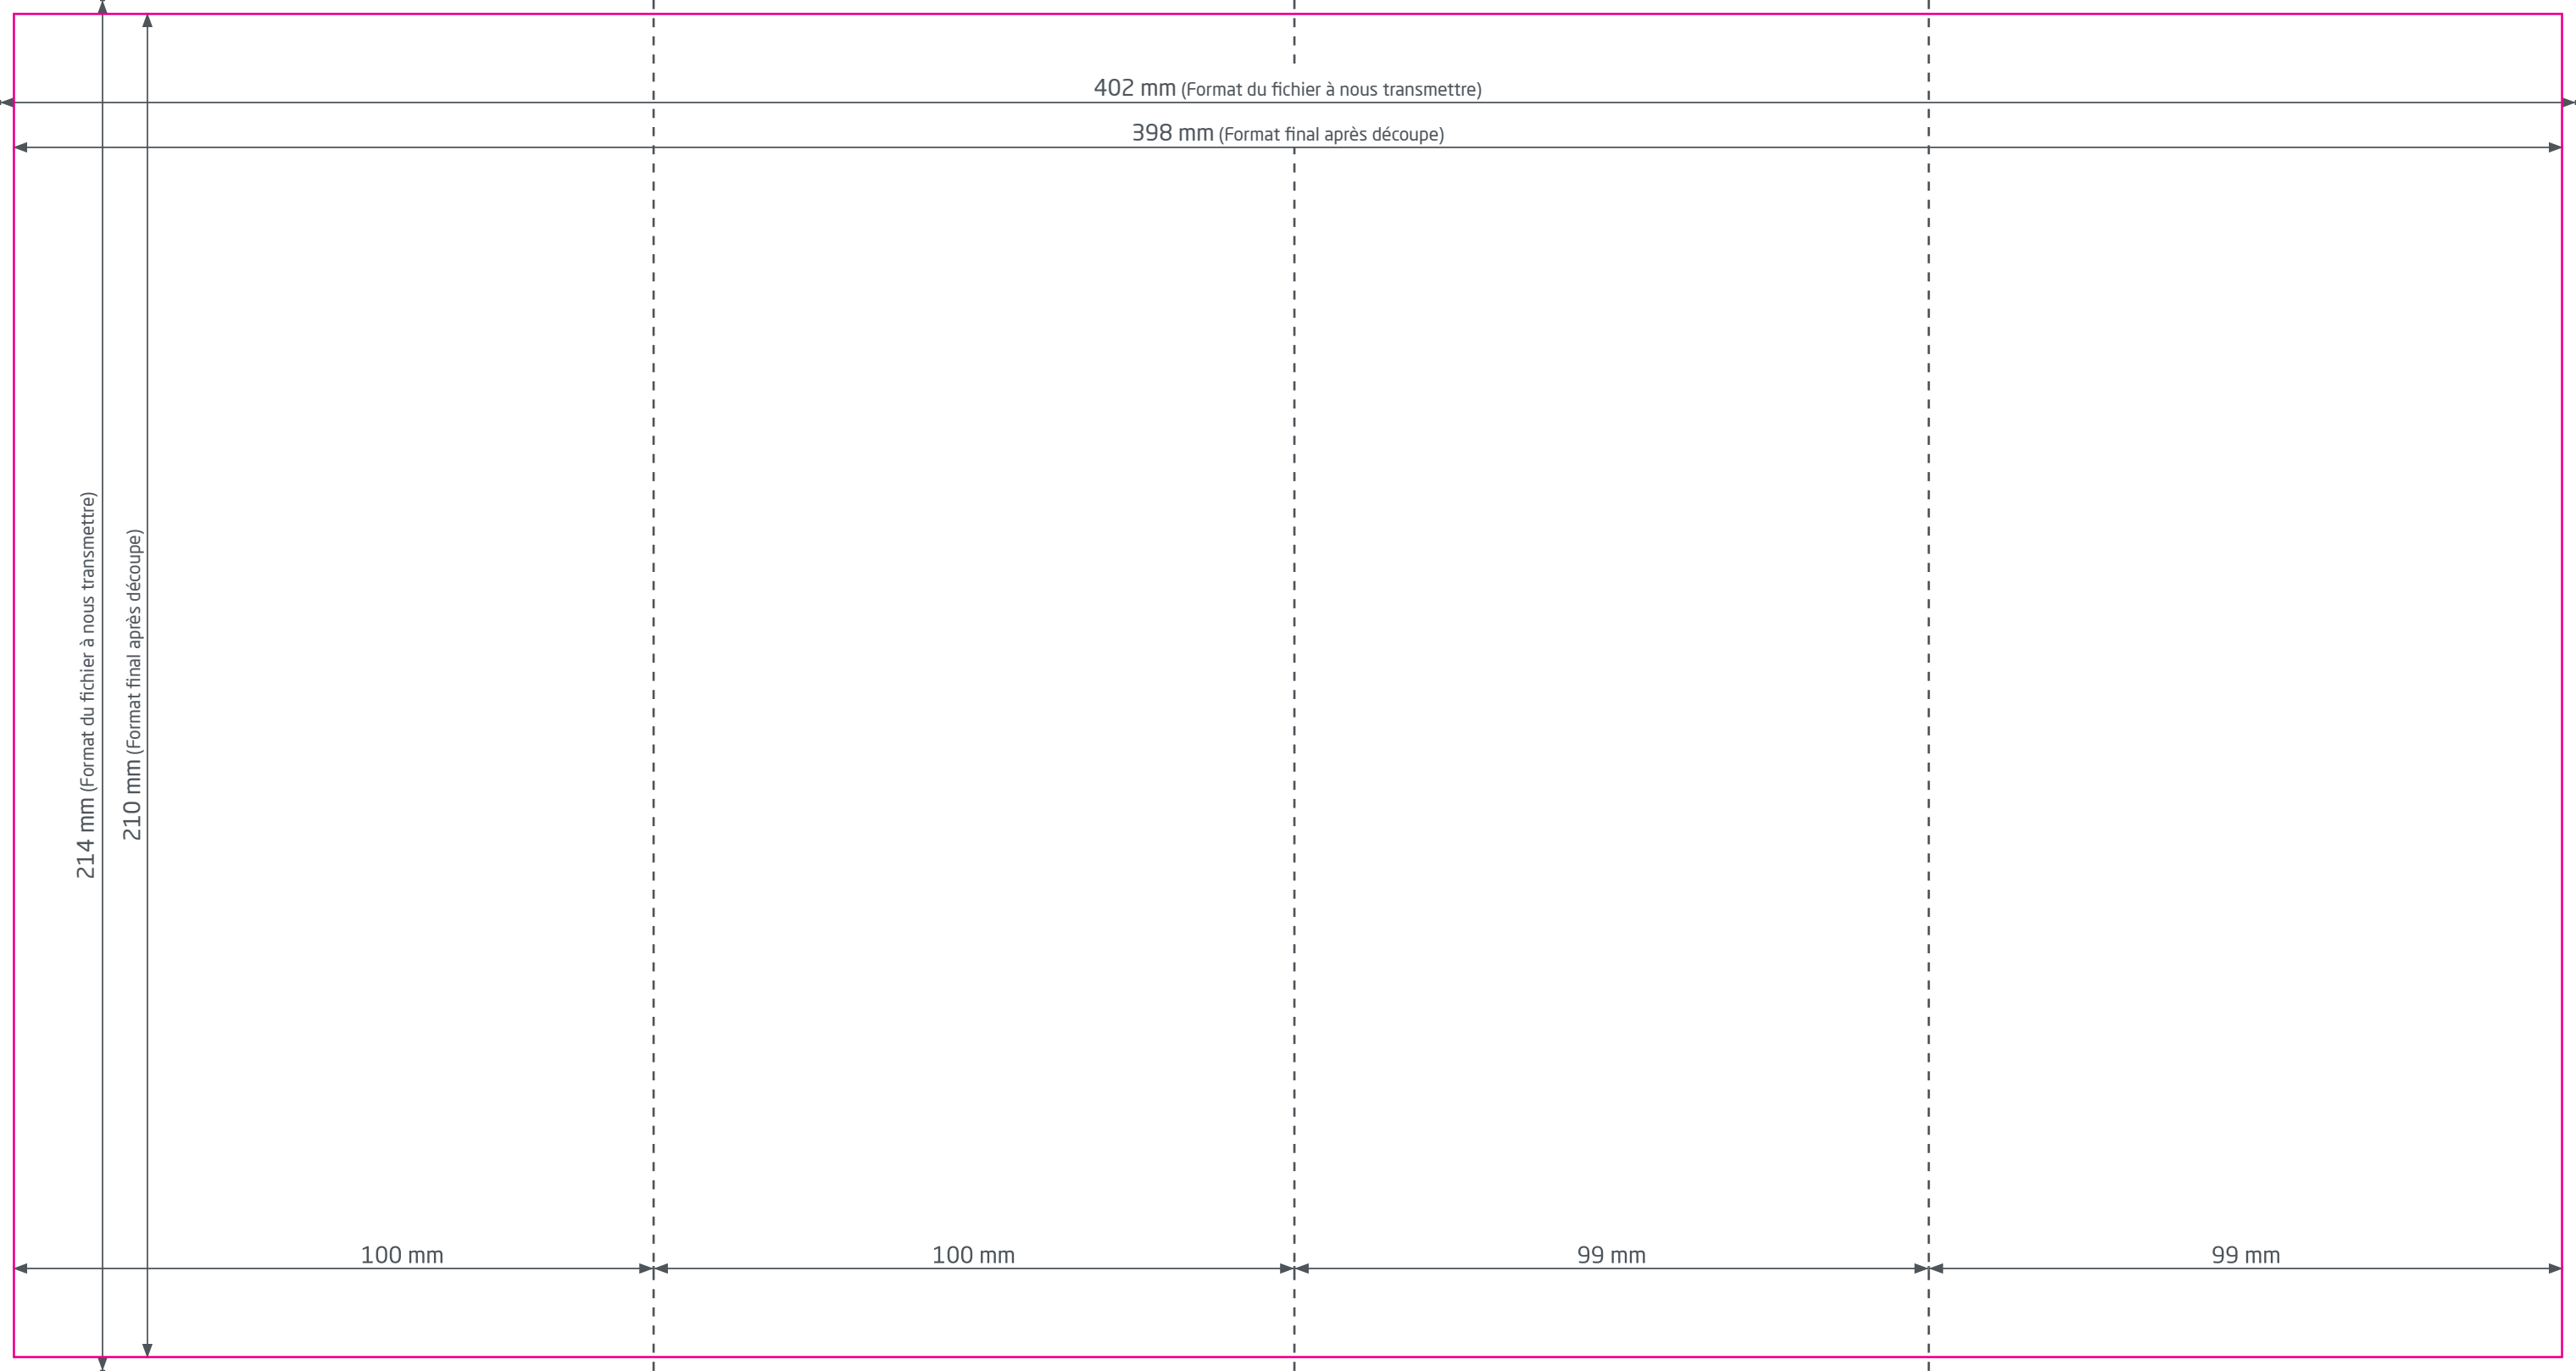 402 mm (Format du fichier à nous transmettre)
398 mm (Format final après découpe)
214 mm (Format du fichier à nous transmettre)
210 mm (Format final après découpe)
100 mm
100 mm
99 mm
99 mm